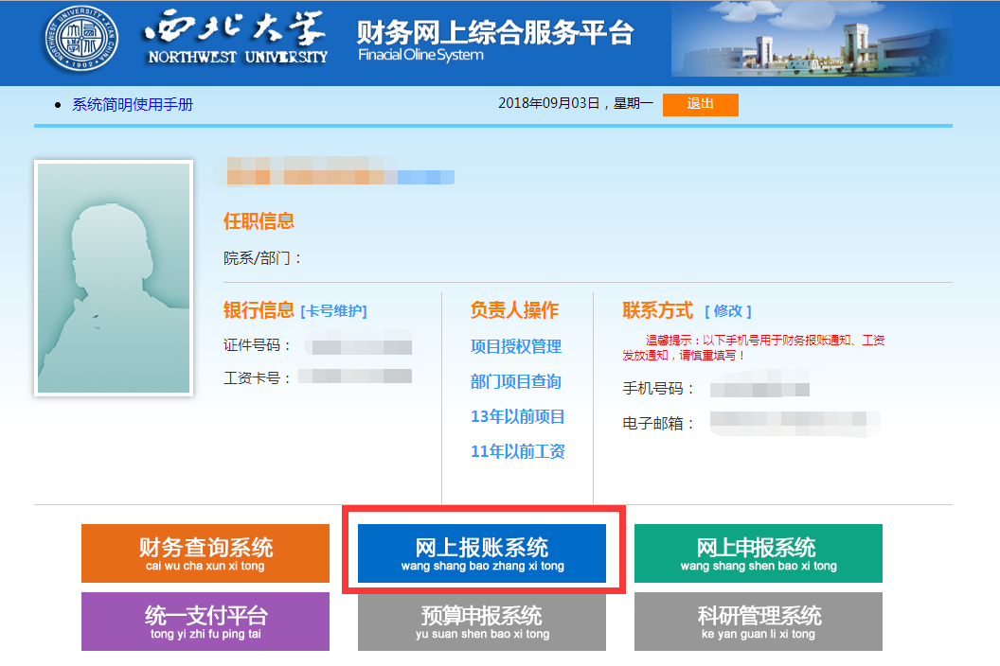 西北大学
NORTHWEST UNIVERSITY
NORTHWEST UNIVERSITY XI'AN CHINA
1902
财务网上综合服务平台
Finacial Oline System
系统简明使用手册
2018年09月03日，星期一 退出
任职信息
院系/部门：
银行信息 [卡号维护]
证件号码：
工资卡号：
负责人操作
项目授权管理
部门项目查询
13年以前项目
11年以前工资
联系方式 [ 修改 ]
温馨提示：以下手机号用于财务报账通知、工资
发放通知，请慎重填写！
手机号码：
电子邮箱：
财务查询系统
cai wu cha xun xi tong
网上报账系统
wang shang bao zhang xi tong
网上申报系统
wang shang shen bao xi tong
统一支付平台
tong yi zhi fu ping tai
预算申报系统
yu suan shen bao xi tong
科研管理系统
ke yan guan li xi tong